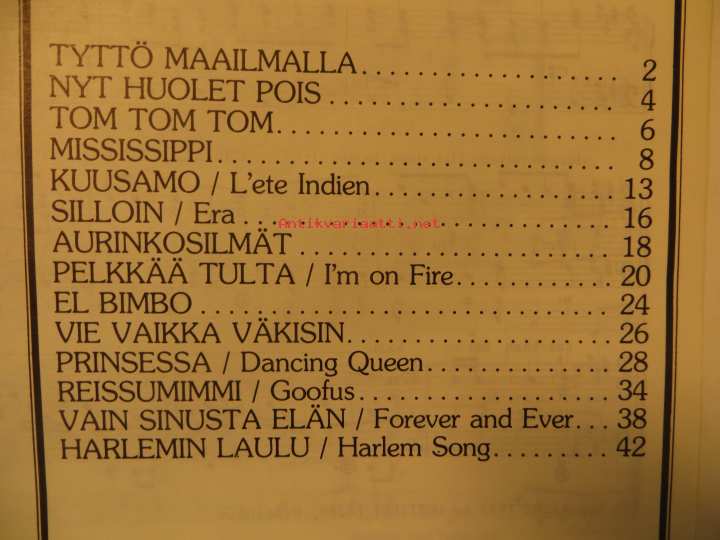 TYTTÖ MAAILMALLA.................... 2
NYT HUOLET POIS...................... 4
TOM TOM TOM.......................... 6
MISSISSIPPI.............................. 8
KUUSAMO / L'ete Indien.................. 13
SILLOIN / Era............................ 16
Antikvariaatti.net
AURINKOSILMÄT........................ 18
PELKKÄÄ TULTA / I'm on Fire............ 20
EL BIMBO.............................. 24
VIE VAIKKA VÄKISIN.................... 26
PRINSESSA / Dancing Queen.............. 28
REISSUMIMMI / Goofus.................. 34
VAIN SINUSTA ELÄN / Forever and Ever... 38
HARLEMIN LAULU / Harlem Song......... 42